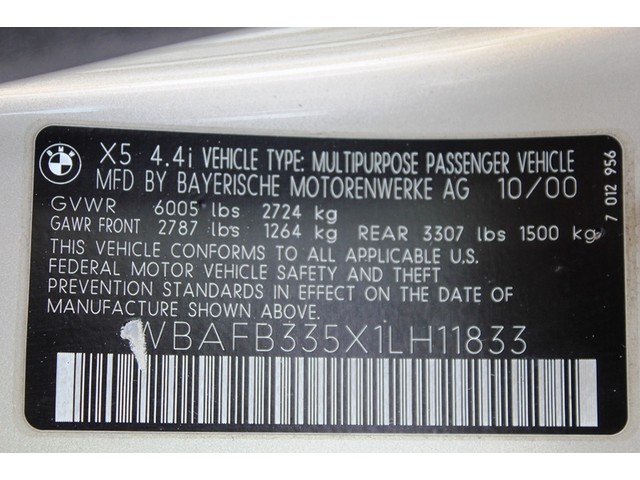 BMW
X5 4.4i VEHICLE TYPE: MULTIPURPOSE PASSENGER VEHICLE
MFD BY BAYERISCHE MOTORENWERKE AG 10/00
GVWR 6005 lbs 2724 kg
GAWR FRONT 2787 lbs 1264 kg REAR 3307 lbs 1500 kg
THIS VEHICLE CONFORMS TO ALL APPLICABLE U.S.
FEDERAL MOTOR VEHICLE SAFETY AND THEFT
PREVENTION STANDARDS IN EFFECT ON THE DATE OF
MANUFACTURE SHOWN ABOVE.
WBAFB335X1LH11833
7 012 956